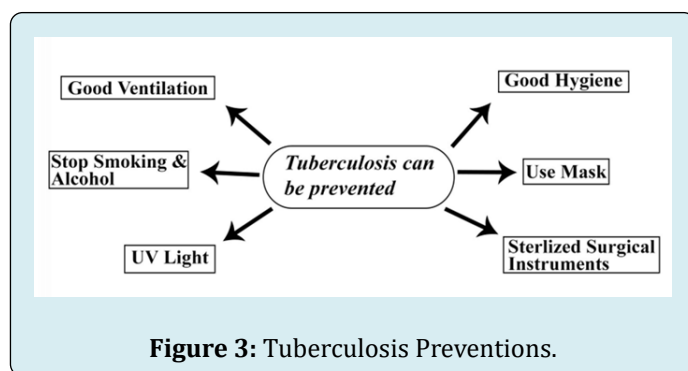 Good Ventilation
Good Hygiene
Stop Smoking &
Alcohol
Tuberculosis can
be prevented
Use Mask
UV Light
Sterlized Surgical
Instruments
Figure 3: Tuberculosis Preventions.